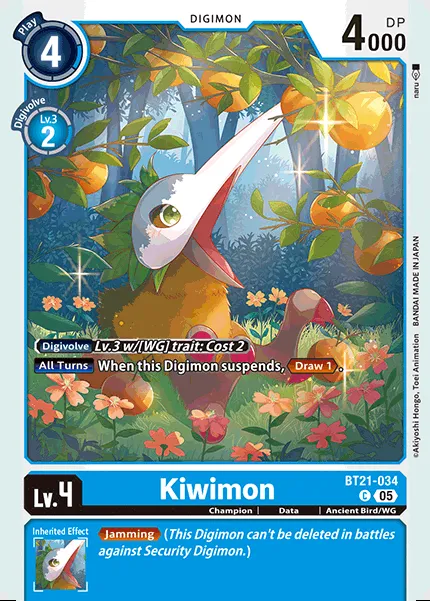 Play
4
DIGIMON
DP
4000
Digivolve
Lv.3
2
naru
Digivolve Lv.3 w/[WG] trait: Cost 2
All Turns When this Digimon suspends, Draw 1.
©Akiyoshi Hongo, Toei Animation BANDAI MADE IN JAPAN
Lv.4
Kiwimon
BT21-034
C 05
Champion | Data | Ancient Bird/WG
Inherited Effect
Jamming (This Digimon can't be deleted in battles
against Security Digimon.)